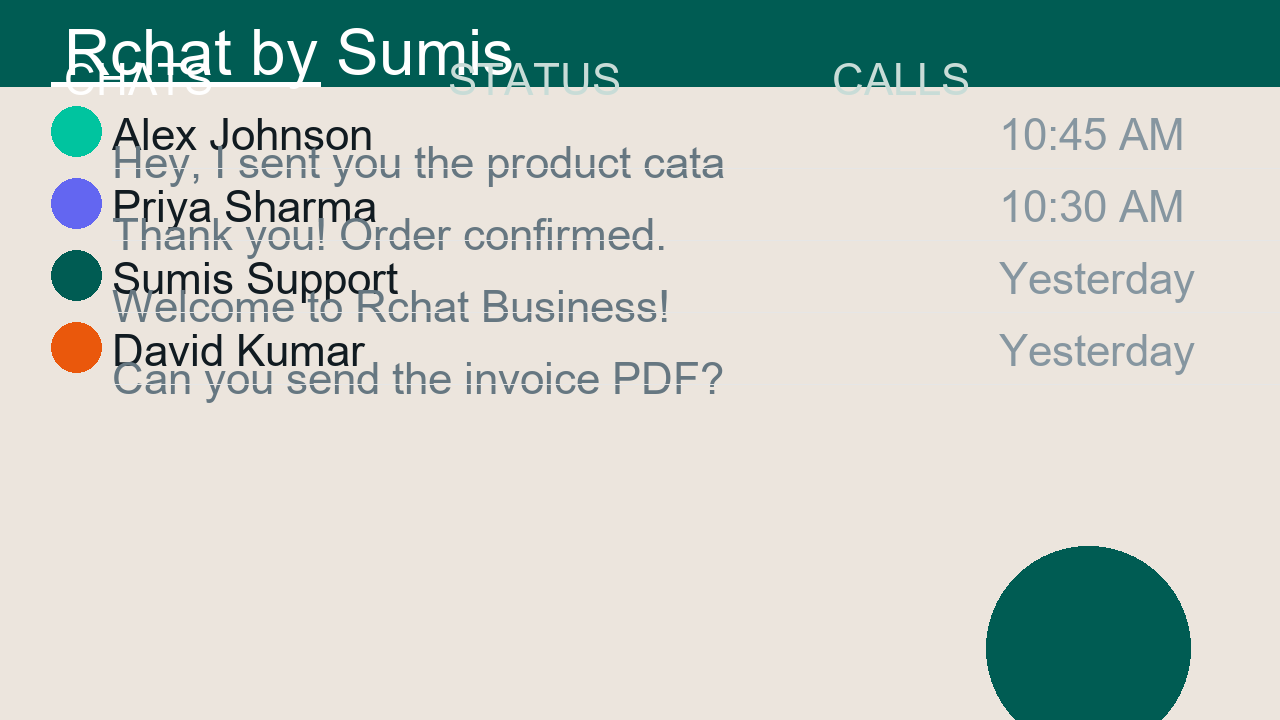 Rchat by Sumis
CHATS STATUS CALLS
Alex Johnson 10:45 AM
Hey, I sent you the product cata
Priya Sharma 10:30 AM
Thank you! Order confirmed.
Sumis Support Yesterday
Welcome to Rchat Business!
David Kumar Yesterday
Can you send the invoice PDF?